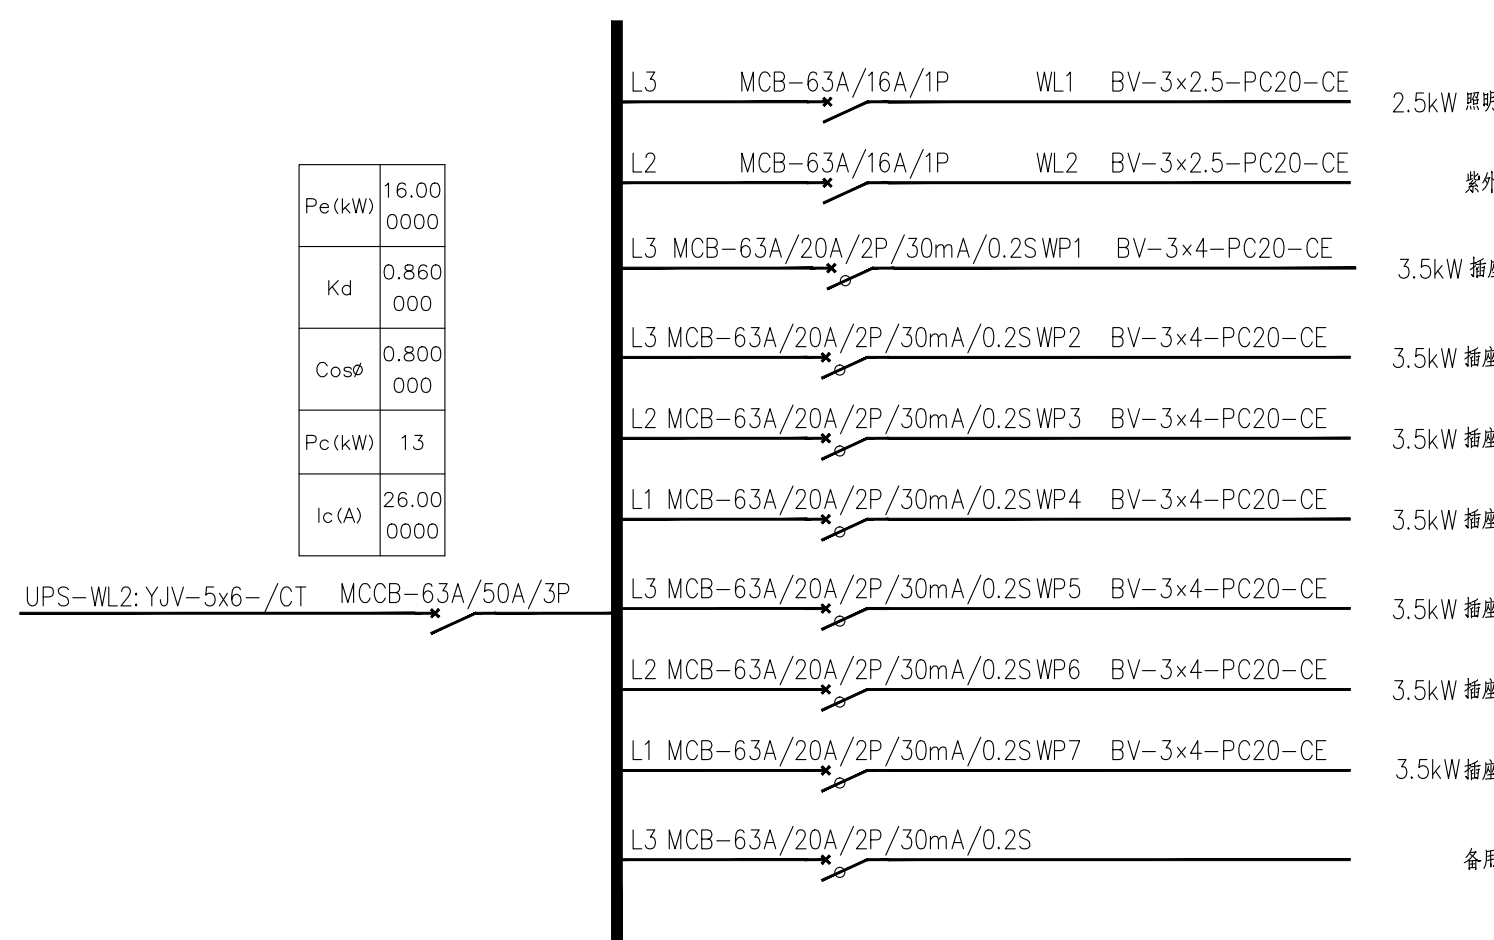 L3 MCB-63A/16A/1P WL1 BV-3×2.5-PC20-CE 2.5kW 照明
L2 MCB-63A/16A/1P WL2 BV-3×2.5-PC20-CE 紫外
L3 MCB-63A/20A/2P/30mA/0.2S WP1 BV-3×4-PC20-CE 3.5kW 插座
L3 MCB-63A/20A/2P/30mA/0.2S WP2 BV-3×4-PC20-CE 3.5kW 插座
L2 MCB-63A/20A/2P/30mA/0.2S WP3 BV-3×4-PC20-CE 3.5kW 插座
L1 MCB-63A/20A/2P/30mA/0.2S WP4 BV-3×4-PC20-CE 3.5kW 插座
L3 MCB-63A/20A/2P/30mA/0.2S WP5 BV-3×4-PC20-CE 3.5kW 插座
L2 MCB-63A/20A/2P/30mA/0.2S WP6 BV-3×4-PC20-CE 3.5kW 插座
L1 MCB-63A/20A/2P/30mA/0.2S WP7 BV-3×4-PC20-CE 3.5kW 插座
L3 MCB-63A/20A/2P/30mA/0.2S 备用
Pe(kW) 16.00
0000
Kd 0.860
000
Cosø 0.800
000
Pc(kW) 13
Ic(A) 26.00
0000
UPS-WL2: YJV-5x6-/CT MCCB-63A/50A/3P